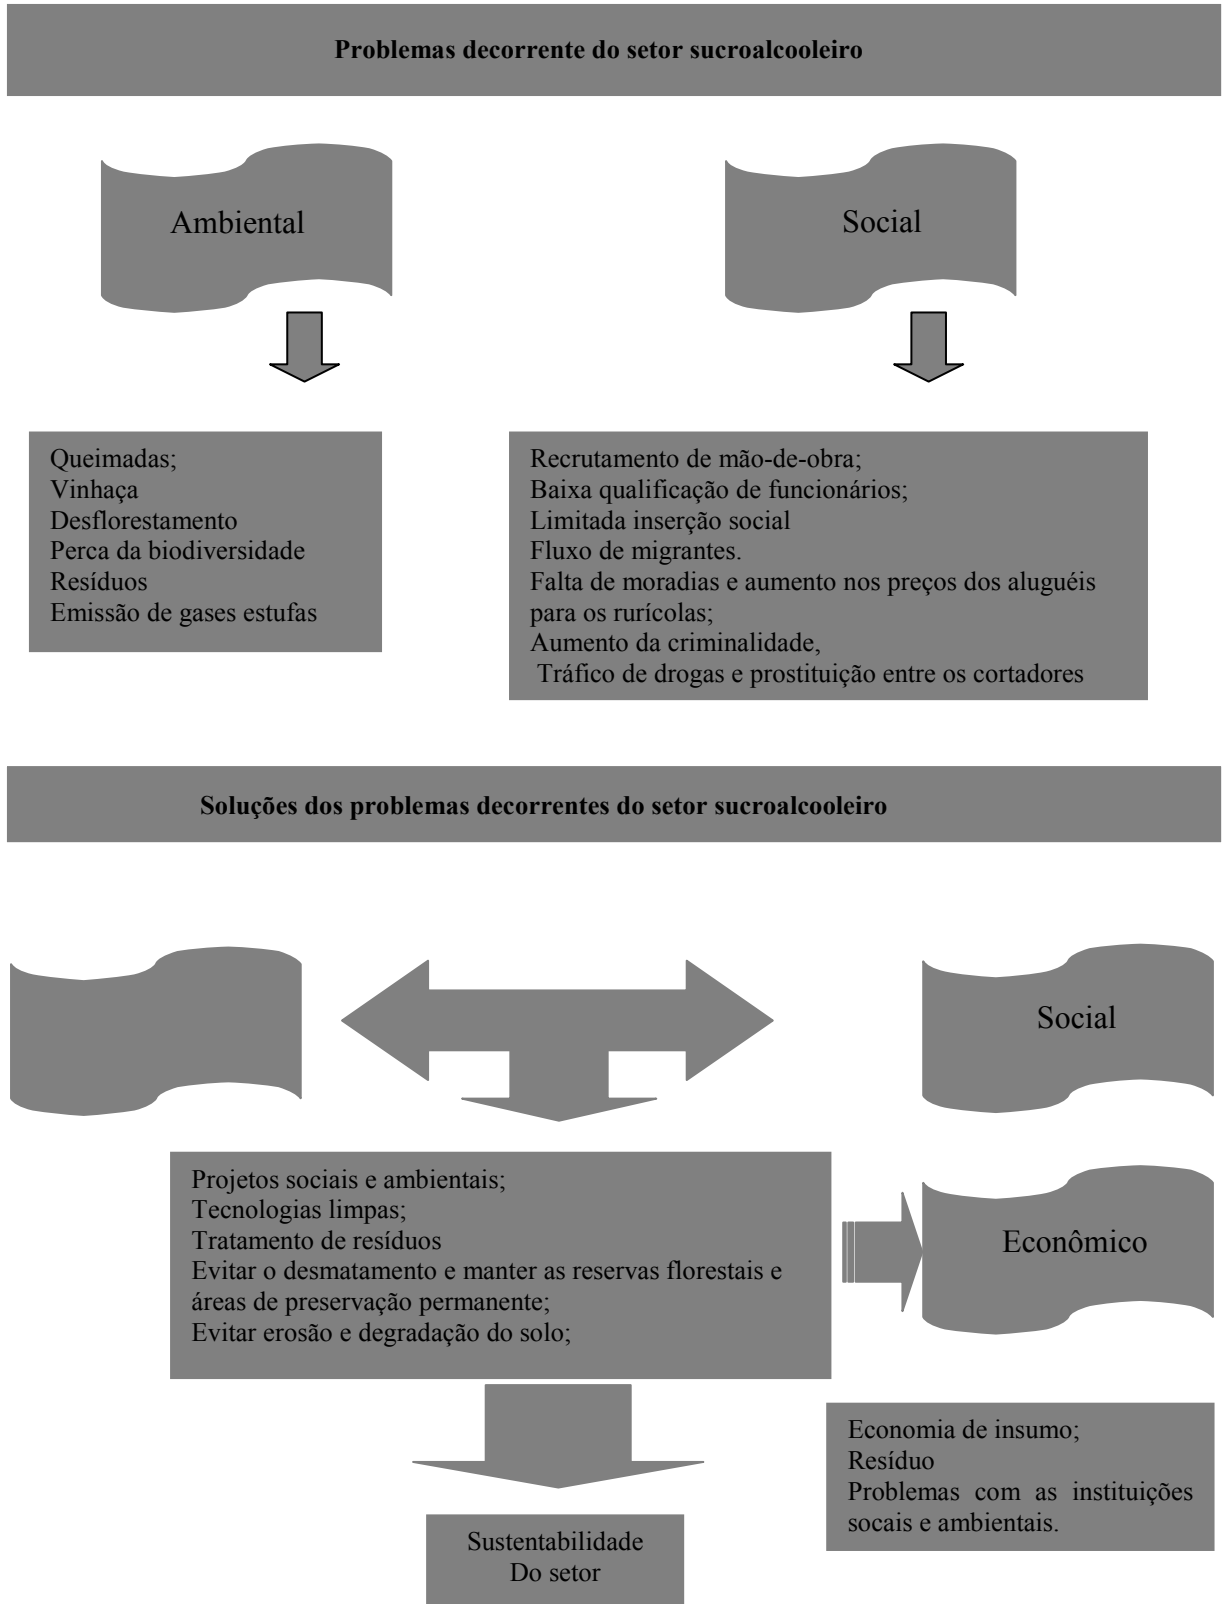 Problemas decorrente do setor sucroalcooleiro
Ambiental
Social
Queimadas;
Vinhaça
Desflorestamento
Perca da biodiversidade
Resíduos
Emissão de gases estufas
Recrutamento de mão-de-obra;
Baixa qualificação de funcionários;
Limitada inserção social
Fluxo de migrantes.
Falta de moradias e aumento nos preços dos aluguéis
para os rurícolas;
Aumento da criminalidade,
Tráfico de drogas e prostituição entre os cortadores
Soluções dos problemas decorrentes do setor sucroalcooleiro
Social
Projetos sociais e ambientais;
Tecnologias limpas;
Tratamento de resíduos
Evitar o desmatamento e manter as reservas florestais e
áreas de preservação permanente;
Evitar erosão e degradação do solo;
Econômico
Economia de insumo;
Resíduo
Problemas com as instituições
socais e ambientais.
Sustentabilidade
Do setor